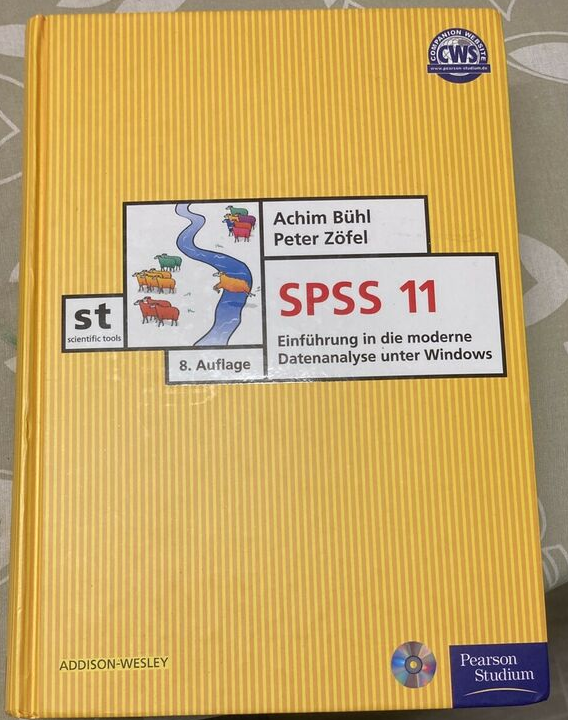 COMPANION WEBSITE
CWS
www.pearson-studium.de
Achim Bühl
Peter Zöfel
SPSS 11
Einführung in die moderne
Datenanalyse unter Windows
st
scientific tools
8. Auflage
ADDISON-WESLEY
Pearson
Studium